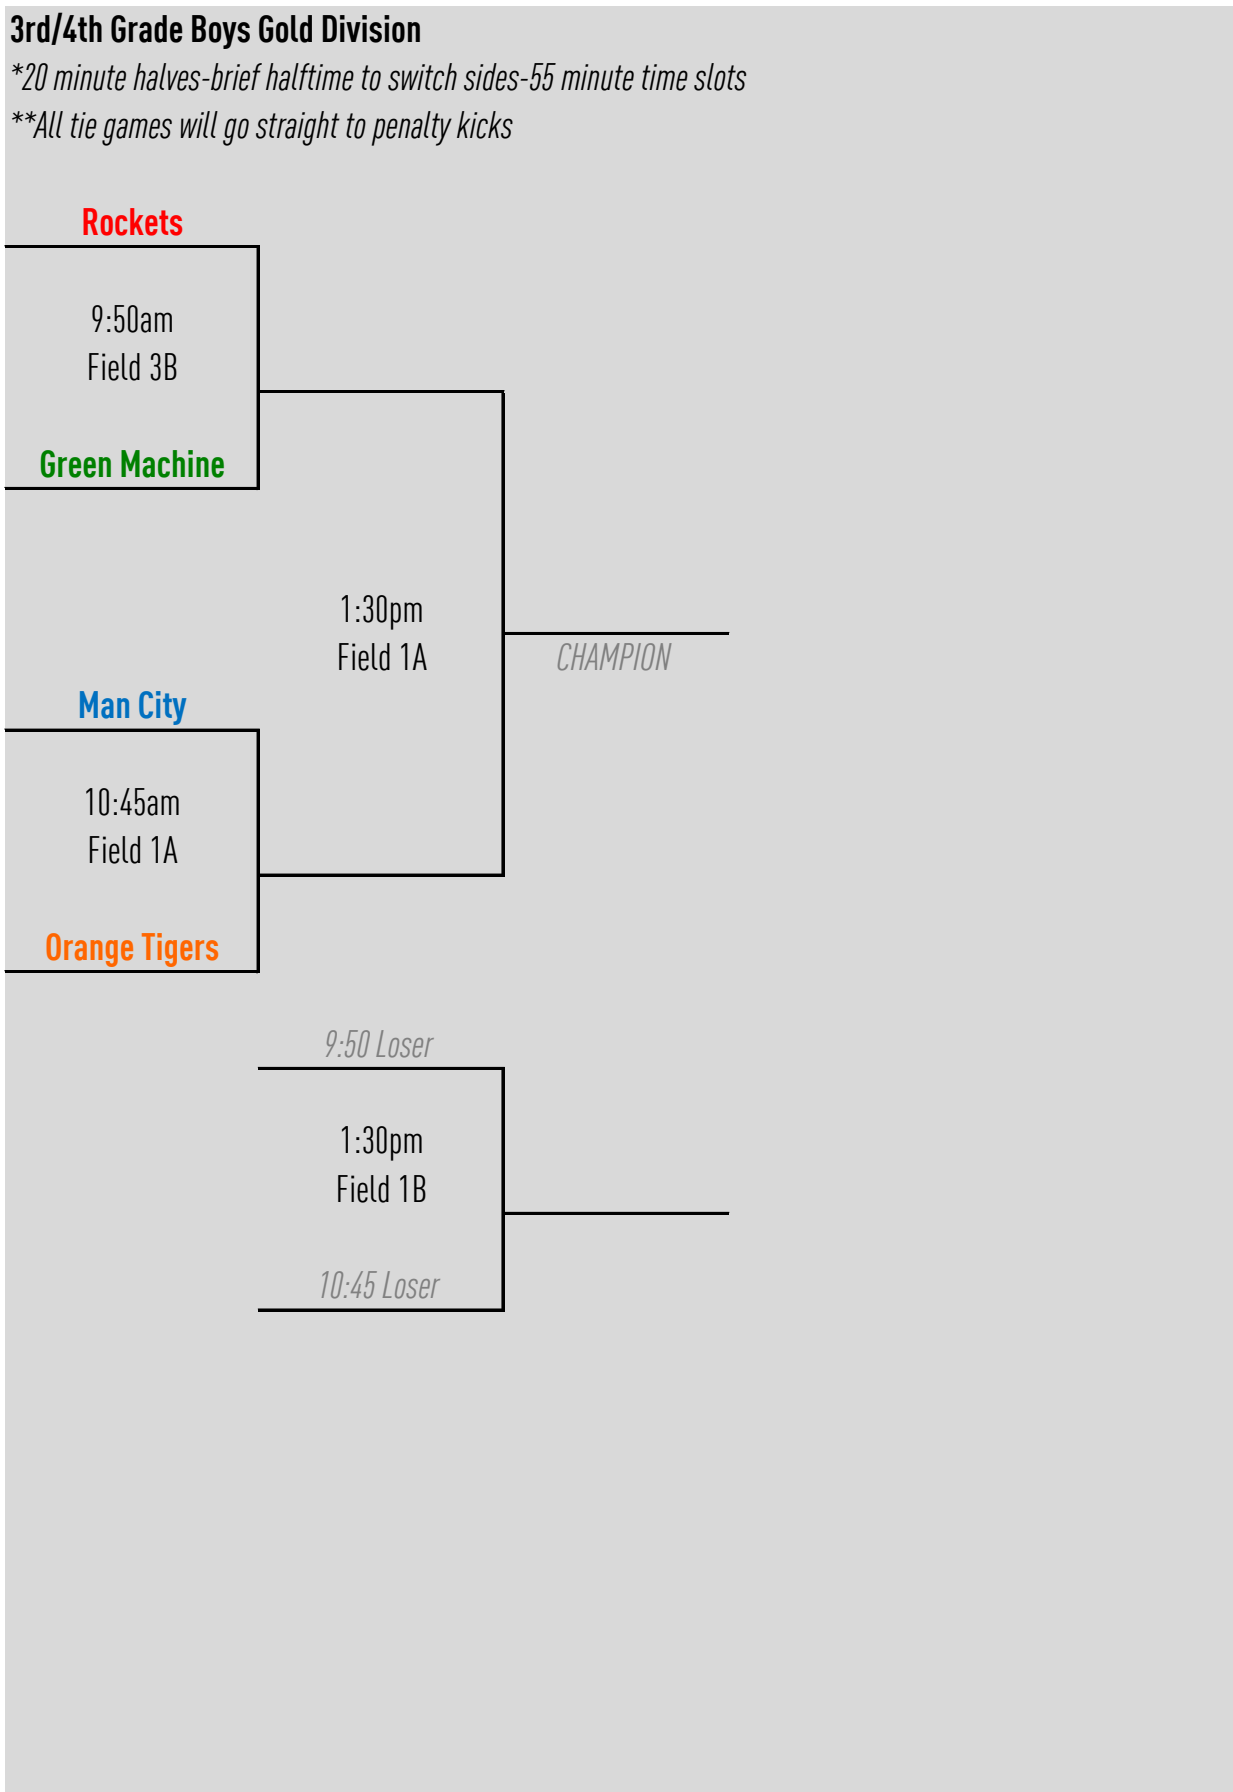 3rd/4th Grade Boys Gold Division
*20 minute halves-brief halftime to switch sides-55 minute time slots
**All tie games will go straight to penalty kicks
Rockets
9:50am
Field 3B
Green Machine
1:30pm
Field 1A
CHAMPION
Man City
10:45am
Field 1A
Orange Tigers
9:50 Loser
1:30pm
Field 1B
10:45 Loser